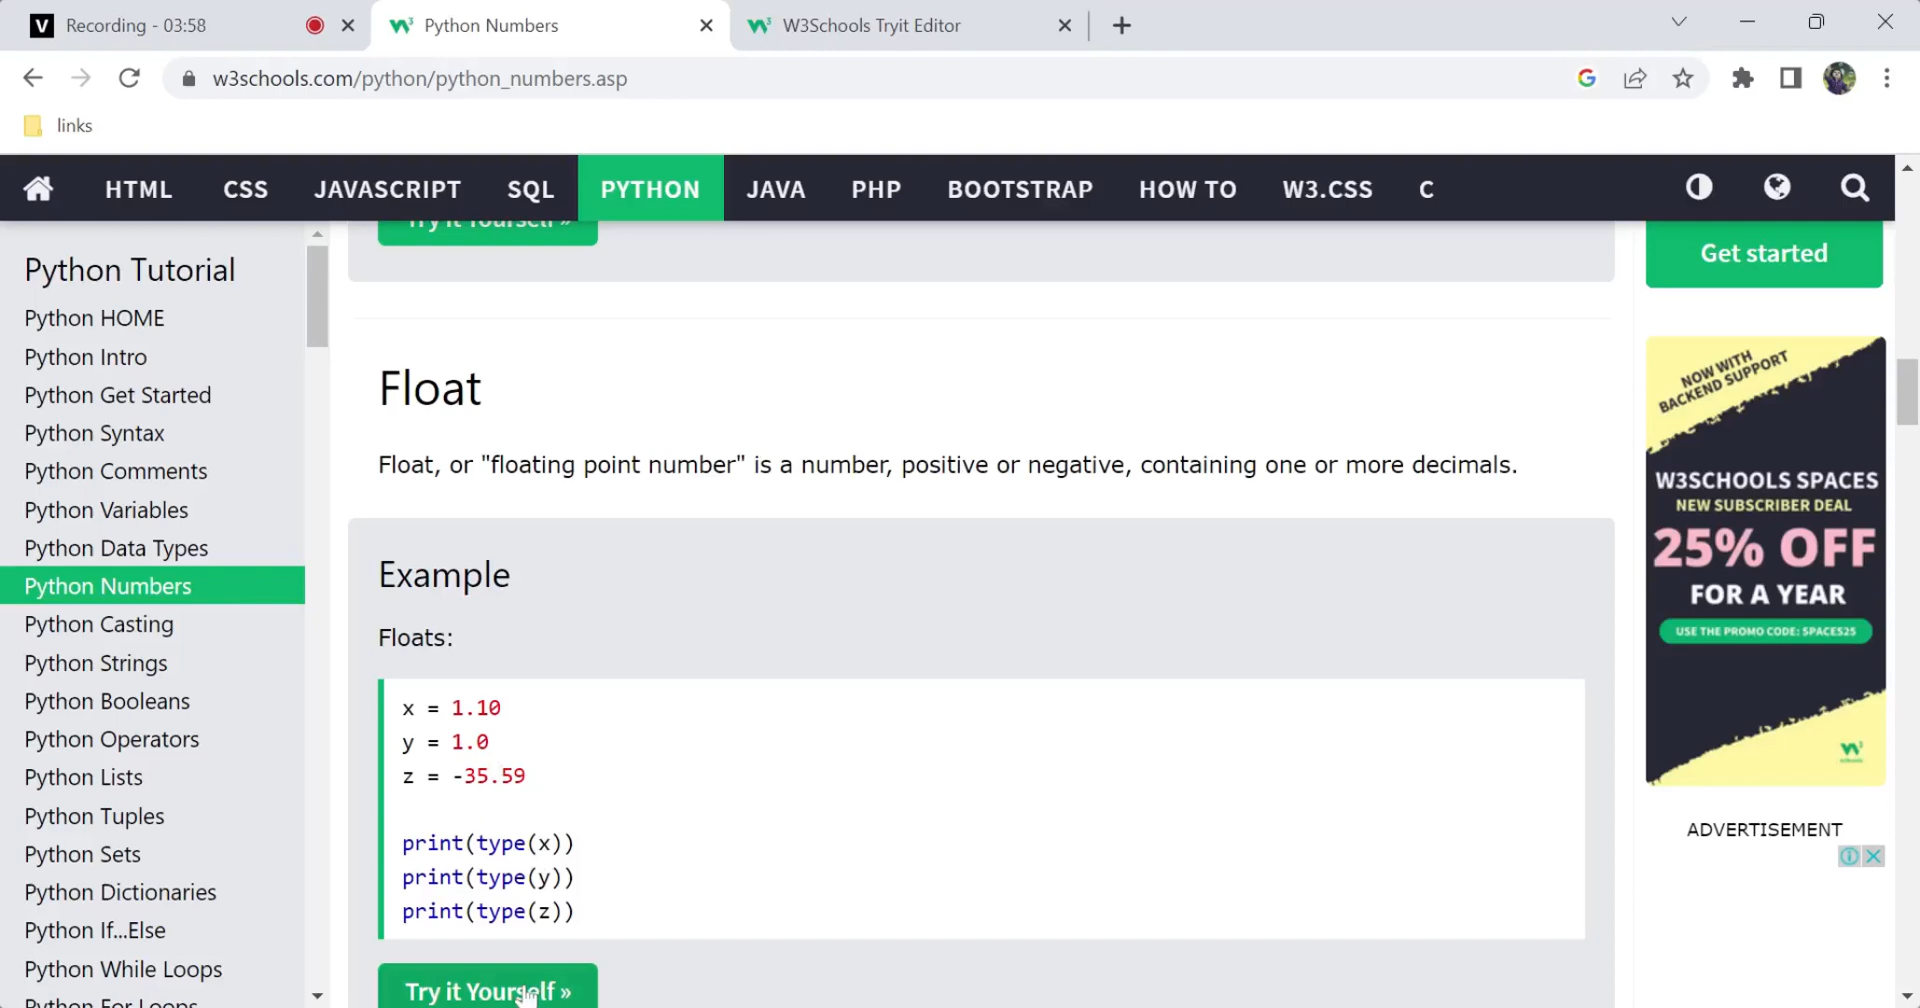 V Recording - 03:58
Python Numbers
W3Schools Tryit Editor
w3schools.com/python/python_numbers.asp
links
HTML CSS JAVASCRIPT SQL PYTHON JAVA PHP BOOTSTRAP HOW TO W3.CSS C
Try it Yourself »
Get started
Python Tutorial
Python HOME
Python Intro
Python Get Started
Python Syntax
Python Comments
Python Variables
Python Data Types
Python Numbers
Python Casting
Python Strings
Python Booleans
Python Operators
Python Lists
Python Tuples
Python Sets
Python Dictionaries
Python If...Else
Python While Loops
Python For Loops
Float
Float, or "floating point number" is a number, positive or negative, containing one or more decimals.
Example
Floats:
x = 1.10
y = 1.0
z = -35.59
print(type(x))
print(type(y))
print(type(z))
Try it Yourself »
NOW WITH
BACKEND SUPPORT
W3SCHOOLS SPACES
NEW SUBSCRIBER DEAL
25% OFF
FOR A YEAR
USE THE PROMO CODE: SPACES25
ADVERTISEMENT